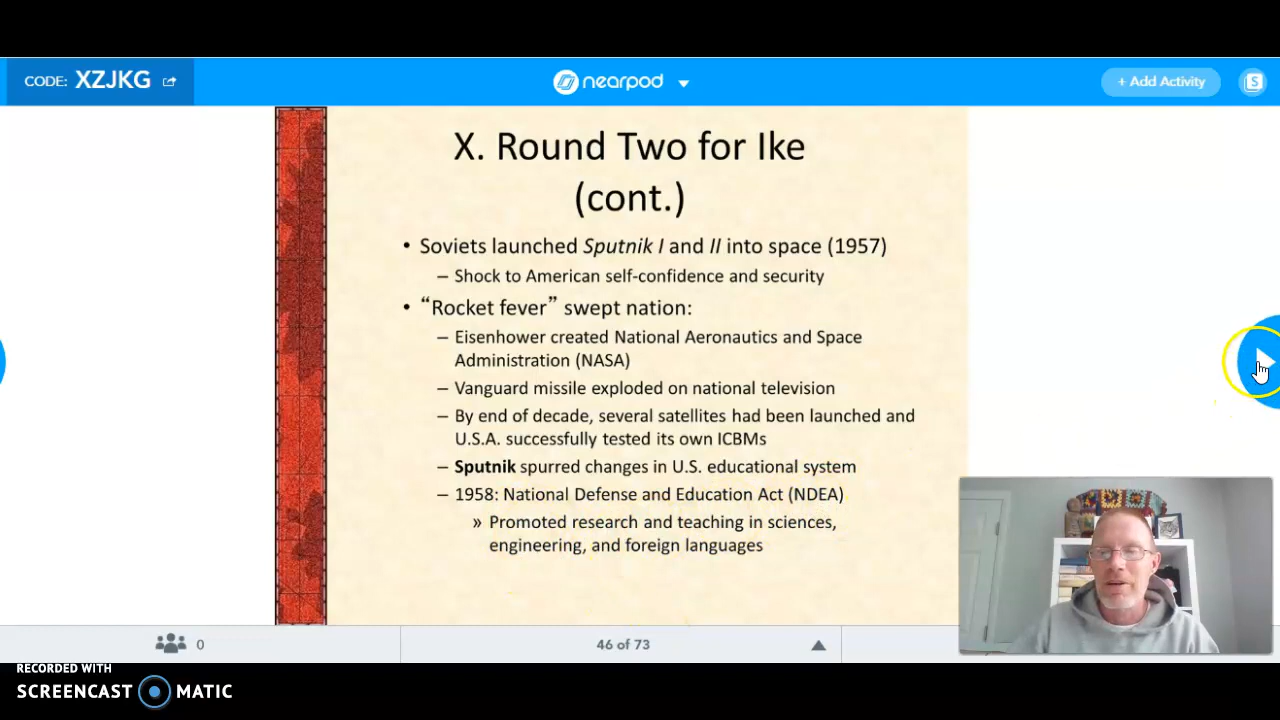 CODE: XZJKG
nearpod
+ Add Activity
S
X. Round Two for Ike
(cont.)
• Soviets launched Sputnik I and II into space (1957)
– Shock to American self-confidence and security
• “Rocket fever” swept nation:
– Eisenhower created National Aeronautics and Space
Administration (NASA)
– Vanguard missile exploded on national television
– By end of decade, several satellites had been launched and
U.S.A. successfully tested its own ICBMs
– Sputnik spurred changes in U.S. educational system
– 1958: National Defense and Education Act (NDEA)
» Promoted research and teaching in sciences,
engineering, and foreign languages
0
46 of 73
RECORDED WITH
SCREENCAST MATIC